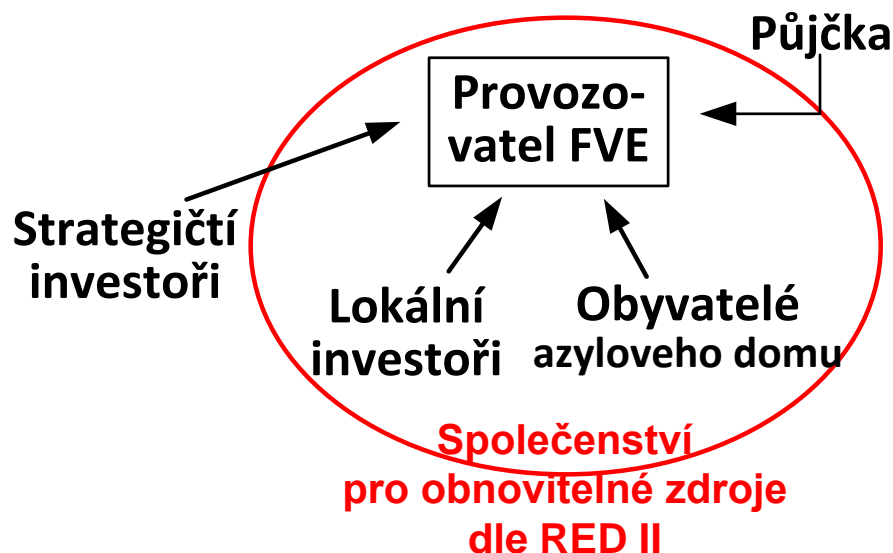 Půjčka
Provozo-
vatel FVE
Strategičtí
investoři
Lokální
investoři
Obyvatelé
azyloveho domu
Společenství
pro obnovitelné zdroje
dle RED II